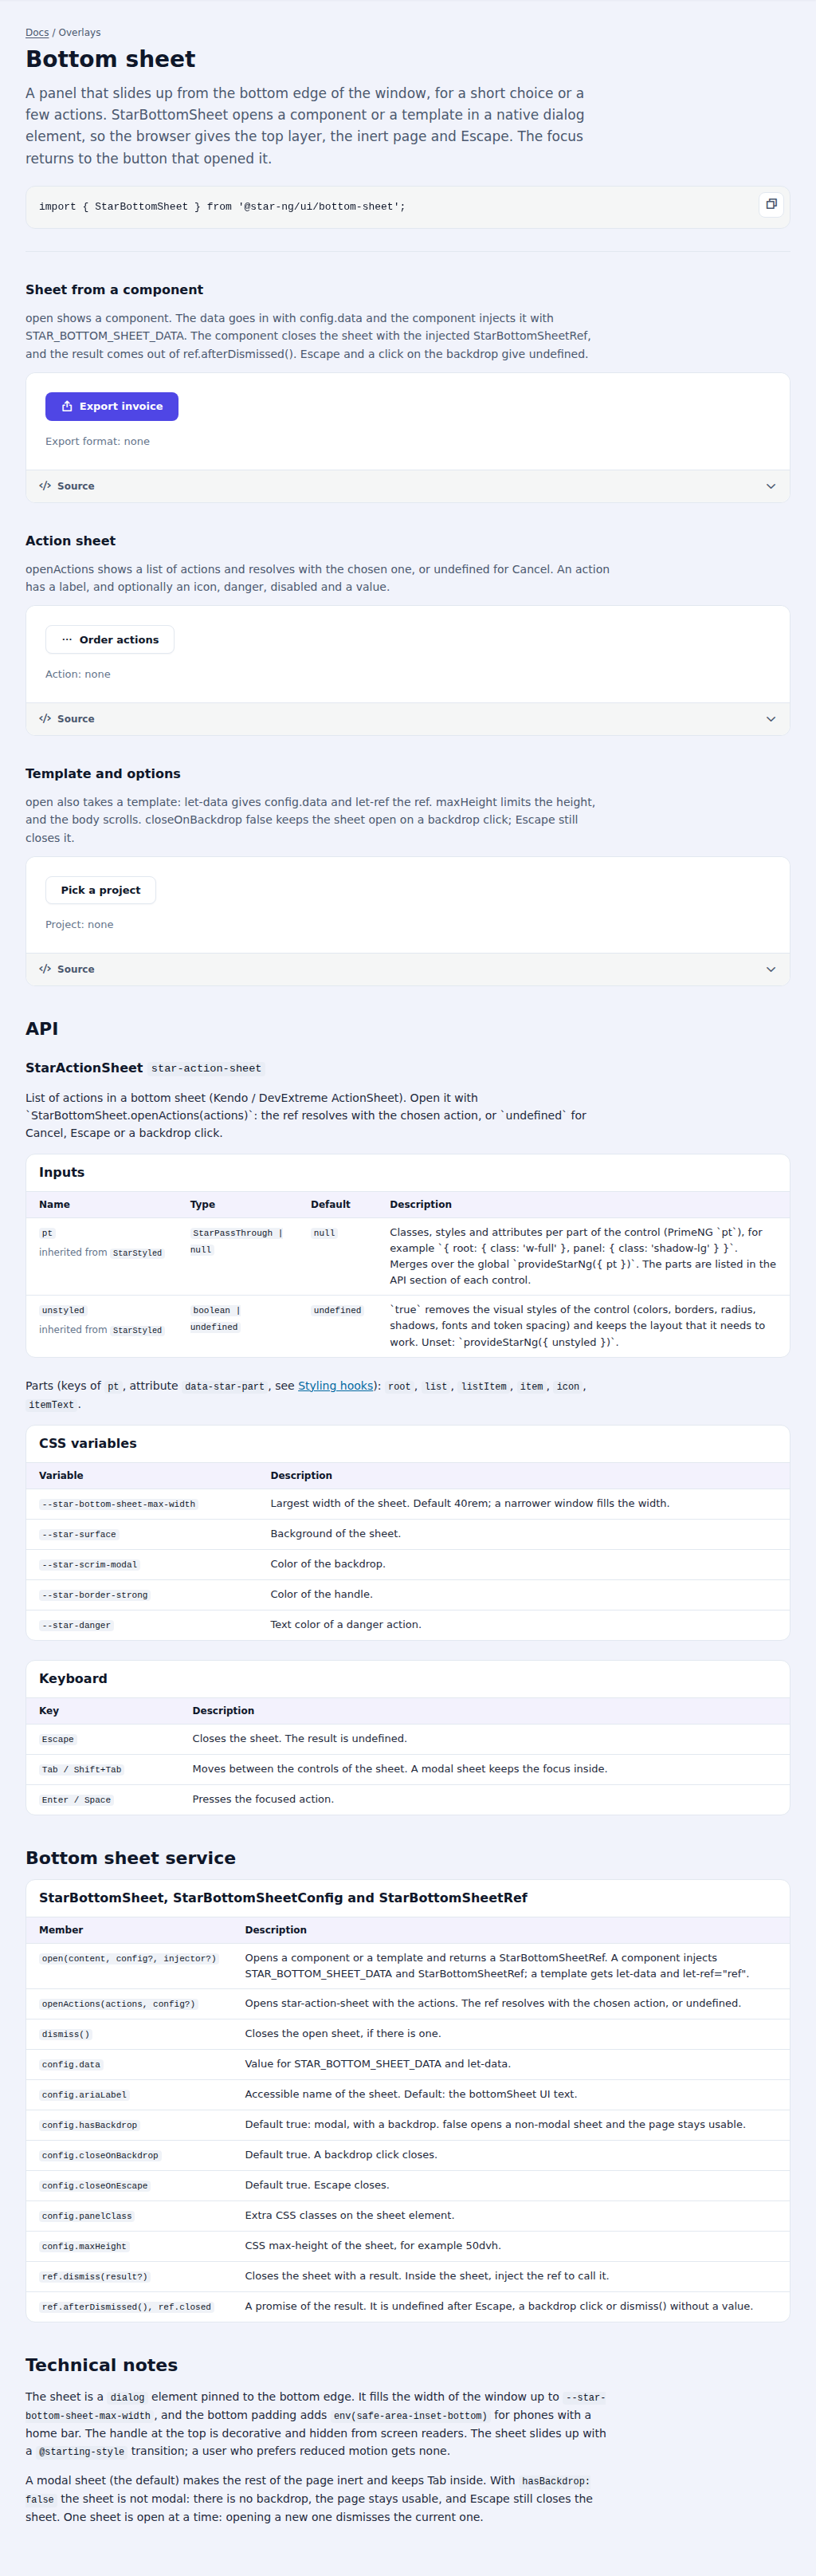 Docs / Overlays
Bottom sheet
A panel that slides up from the bottom edge of the window, for a short choice or a
few actions. StarBottomSheet opens a component or a template in a native dialog
element, so the browser gives the top layer, the inert page and Escape. The focus
returns to the button that opened it.
import { StarBottomSheet } from '@star-ng/ui/bottom-sheet';
Sheet from a component
open shows a component. The data goes in with config.data and the component injects it with
STAR_BOTTOM_SHEET_DATA. The component closes the sheet with the injected StarBottomSheetRef,
and the result comes out of ref.afterDismissed(). Escape and a click on the backdrop give undefined.
Export invoice
Export format: none
Source
Action sheet
openActions shows a list of actions and resolves with the chosen one, or undefined for Cancel. An action
has a label, and optionally an icon, danger, disabled and a value.
Order actions
Action: none
Source
Template and options
open also takes a template: let-data gives config.data and let-ref the ref. maxHeight limits the height,
and the body scrolls. closeOnBackdrop false keeps the sheet open on a backdrop click; Escape still
closes it.
Pick a project
Project: none
Source
API
StarActionSheet star-action-sheet
List of actions in a bottom sheet (Kendo / DevExtreme ActionSheet). Open it with
`StarBottomSheet.openActions(actions)`: the ref resolves with the chosen action, or `undefined` for
Cancel, Escape or a backdrop click.
Inputs
Name Type Default Description
pt StarPassThrough | null Classes, styles and attributes per part of the control (PrimeNG `pt`), for
inherited from StarStyled null example `{ root: { class: 'w-full' }, panel: { class: 'shadow-lg' } }`.
Merges over the global `provideStarNg({ pt })`. The parts are listed in the
API section of each control.
unstyled boolean | undefined `true` removes the visual styles of the control (colors, borders, radius,
inherited from StarStyled undefined shadows, fonts and token spacing) and keeps the layout that it needs to
work. Unset: `provideStarNg({ unstyled })`.
Parts (keys of pt, attribute data-star-part, see Styling hooks): root, list, listItem, item, icon,
itemText.
CSS variables
Variable Description
--star-bottom-sheet-max-width Largest width of the sheet. Default 40rem; a narrower window fills the width.
--star-surface Background of the sheet.
--star-scrim-modal Color of the backdrop.
--star-border-strong Color of the handle.
--star-danger Text color of a danger action.
Keyboard
Key Description
Escape Closes the sheet. The result is undefined.
Tab / Shift+Tab Moves between the controls of the sheet. A modal sheet keeps the focus inside.
Enter / Space Presses the focused action.
Bottom sheet service
StarBottomSheet, StarBottomSheetConfig and StarBottomSheetRef
Member Description
open(content, config?, injector?) Opens a component or a template and returns a StarBottomSheetRef. A component injects
STAR_BOTTOM_SHEET_DATA and StarBottomSheetRef; a template gets let-data and let-ref="ref".
openActions(actions, config?) Opens star-action-sheet with the actions. The ref resolves with the chosen action, or undefined.
dismiss() Closes the open sheet, if there is one.
config.data Value for STAR_BOTTOM_SHEET_DATA and let-data.
config.ariaLabel Accessible name of the sheet. Default: the bottomSheet UI text.
config.hasBackdrop Default true: modal, with a backdrop. false opens a non-modal sheet and the page stays usable.
config.closeOnBackdrop Default true. A backdrop click closes.
config.closeOnEscape Default true. Escape closes.
config.panelClass Extra CSS classes on the sheet element.
config.maxHeight CSS max-height of the sheet, for example 50dvh.
ref.dismiss(result?) Closes the sheet with a result. Inside the sheet, inject the ref to call it.
ref.afterDismissed(), ref.closed A promise of the result. It is undefined after Escape, a backdrop click or dismiss() without a value.
Technical notes
The sheet is a dialog element pinned to the bottom edge. It fills the width of the window up to --star-
bottom-sheet-max-width, and the bottom padding adds env(safe-area-inset-bottom) for phones with a
home bar. The handle at the top is decorative and hidden from screen readers. The sheet slides up with
a @starting-style transition; a user who prefers reduced motion gets none.
A modal sheet (the default) makes the rest of the page inert and keeps Tab inside. With hasBackdrop:
false the sheet is not modal: there is no backdrop, the page stays usable, and Escape still closes the
sheet. One sheet is open at a time: opening a new one dismisses the current one.